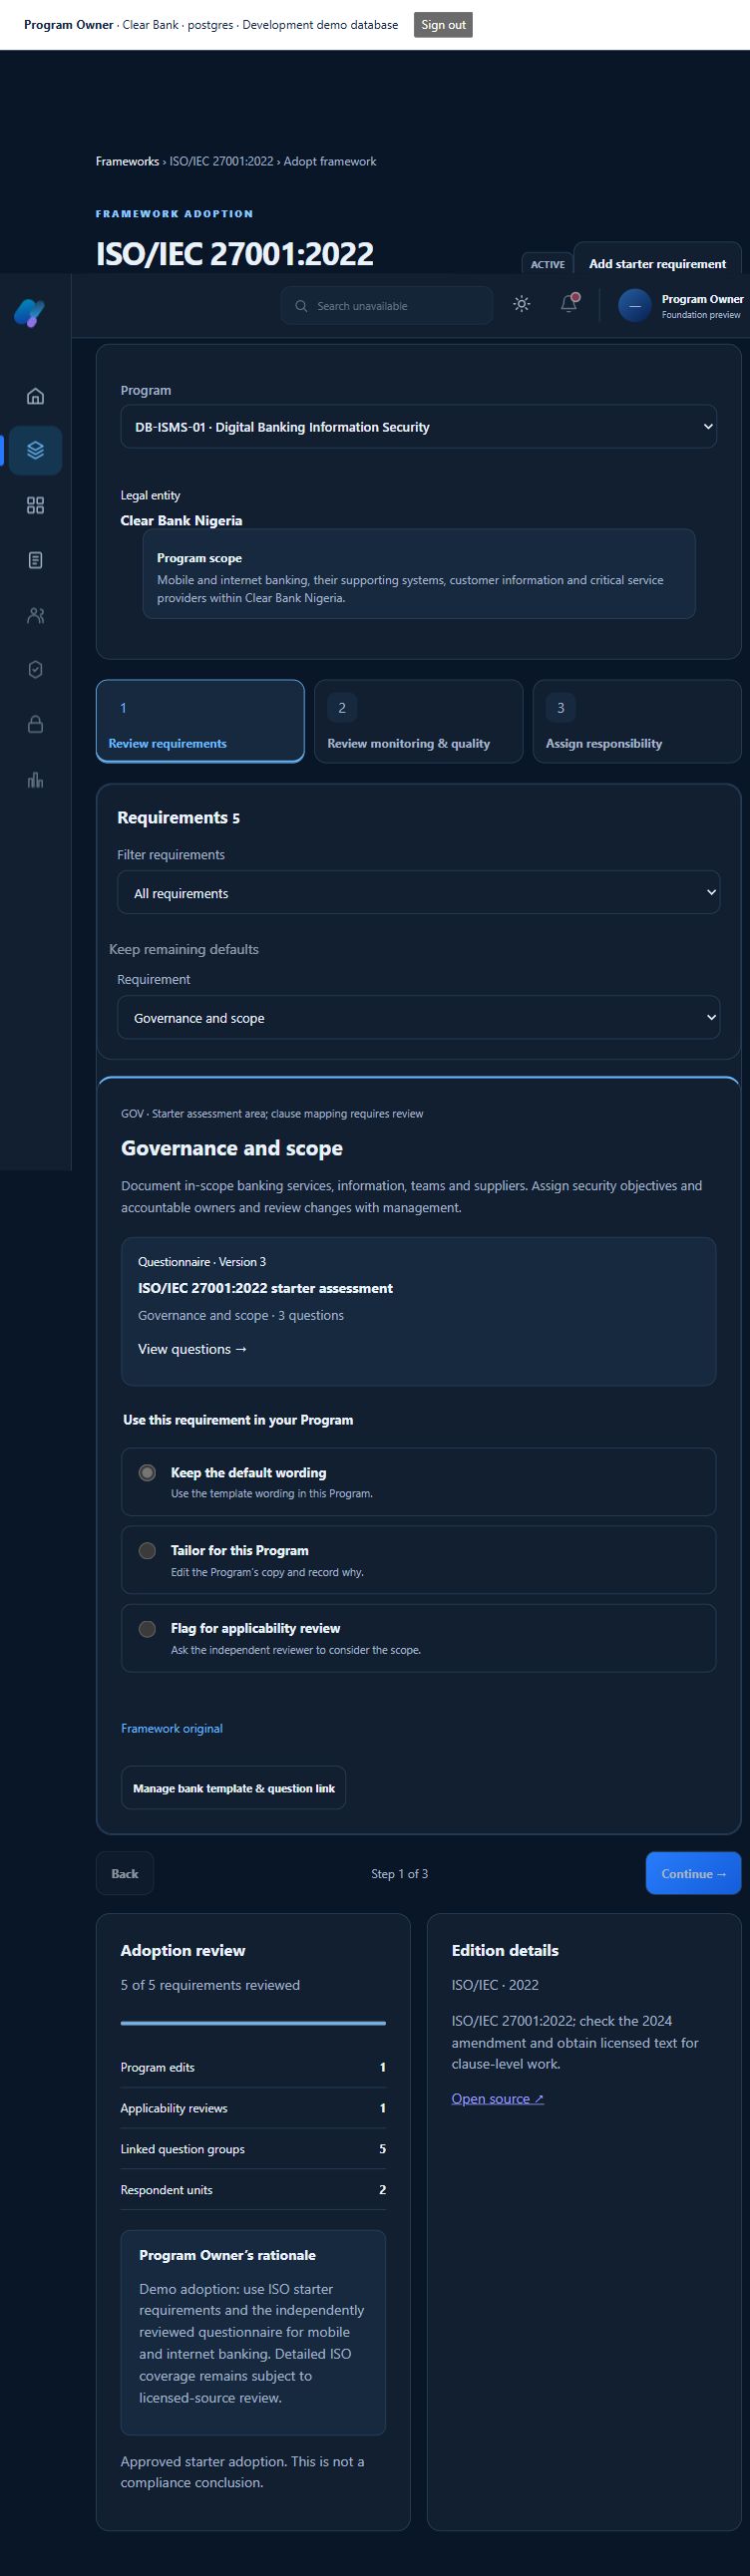 Program Owner · Clear Bank · postgres · Development demo database
Sign out
Frameworks › ISO/IEC 27001:2022 › Adopt framework
FRAMEWORK ADOPTION
ISO/IEC 27001:2022
ACTIVE
Add starter requirement
Search unavailable
Program Owner
Foundation preview
Program
DB-ISMS-01 · Digital Banking Information Security
Legal entity
Clear Bank Nigeria
Program scope
Mobile and internet banking, their supporting systems, customer information and critical service
providers within Clear Bank Nigeria.
1
Review requirements
2
Review monitoring & quality
3
Assign responsibility
Requirements 5
Filter requirements
All requirements
Keep remaining defaults
Requirement
Governance and scope
GOV · Starter assessment area; clause mapping requires review
Governance and scope
Document in-scope banking services, information, teams and suppliers. Assign security objectives and
accountable owners and review changes with management.
Questionnaire · Version 3
ISO/IEC 27001:2022 starter assessment
Governance and scope · 3 questions
View questions →
Use this requirement in your Program
Keep the default wording
Use the template wording in this Program.
Tailor for this Program
Edit the Program's copy and record why.
Flag for applicability review
Ask the independent reviewer to consider the scope.
Framework original
Manage bank template & question link
Back
Step 1 of 3
Continue →
Adoption review
5 of 5 requirements reviewed
Program edits 1
Applicability reviews 1
Linked question groups 5
Respondent units 2
Program Owner's rationale
Demo adoption: use ISO starter
requirements and the independently
reviewed questionnaire for mobile
and internet banking. Detailed ISO
coverage remains subject to
licensed-source review.
Approved starter adoption. This is not a
compliance conclusion.
Edition details
ISO/IEC · 2022
ISO/IEC 27001:2022; check the 2024
amendment and obtain licensed text for
clause-level work.
Open source ↗